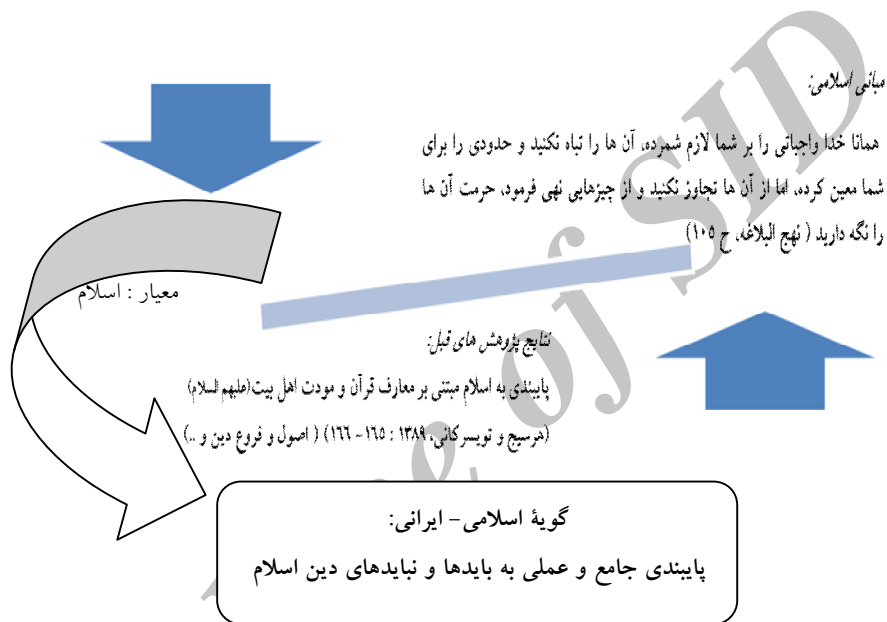 مبانی اسلامی:
همانا خدا واجباتی را بر شما لازم شمرده، آن ها را تباه نکنید و حدودی را برای
شما معین کرده، اما از آن ها تجاوز نکنید و از چیزهایی نهی فرمود، حرمت آن ها
را نگه دارید ( نهج البلاغه، ح ۱۰۵)
معیار : اسلام
نتایج پژوهش های قبل:
پایبندی به اسلام مبتنی بر معارف قرآن و مودت اهل بیت(علیهم السلام)
(هرسیج و تویسرکانی، ۱۳۸۹ : ۱۶۵- ۱۶۶) ( اصول و فروع دین و ..)
گویۀ اسلامی- ایرانی:
پایبندی جامع و عملی به بایدها و نبایدهای دین اسلام
e of SID